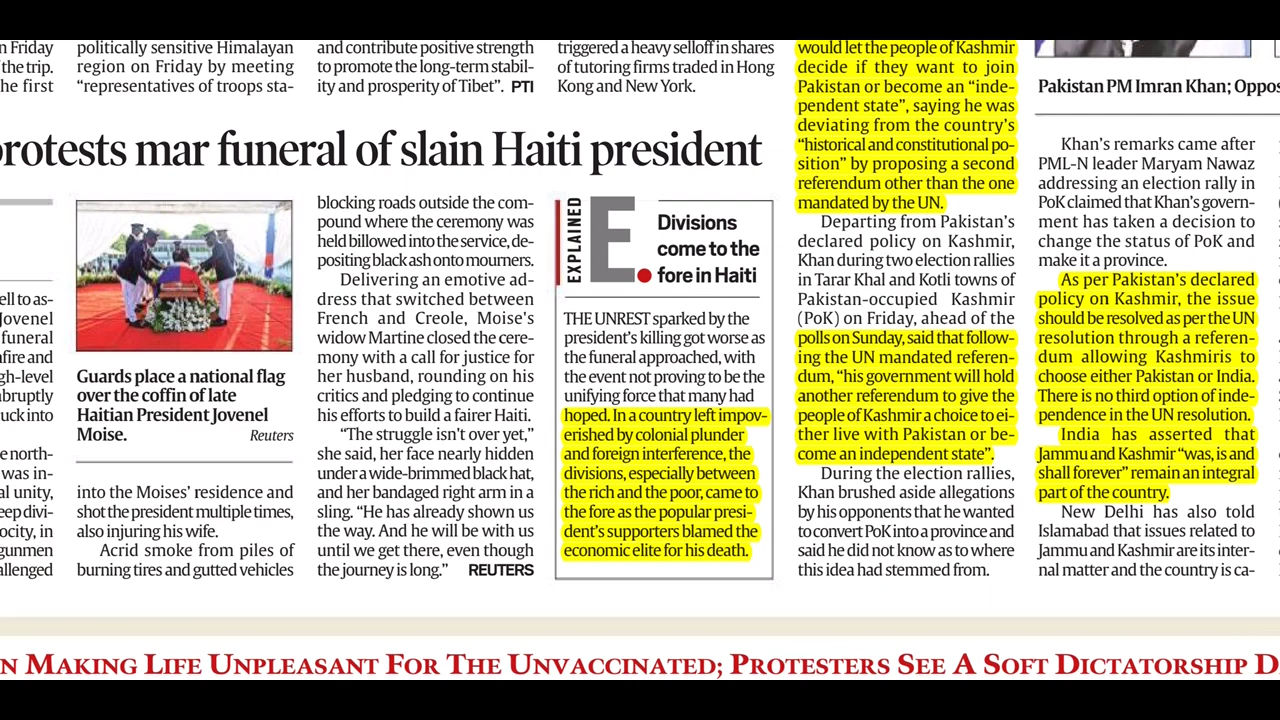 n Friday
the trip.
he first
politically sensitive Himalayan
region on Friday by meeting
“representatives of troops sta-
and contribute positive strength
to promote the long-term stabil-
ity and prosperity of Tibet”. PTI
triggered a heavy selloff in shares
of tutoring firms traded in Hong
Kong and New York.
protests mar funeral of slain Haiti president
ell to as-
Jovenel
funeral
nfire and
gh-level
abruptly
uck into
e north-
was in-
al unity,
eep divi-
ocity, in
gunmen
allenged
Guards place a national flag
over the coffin of late
Haitian President Jovenel
Moise. Reuters
into the Moises’ residence and
shot the president multiple times,
also injuring his wife.
Acrid smoke from piles of
burning tires and gutted vehicles
blocking roads outside the com-
pound where the ceremony was
held billowed into the service, de-
positing black ash onto mourners.
Delivering an emotive ad-
dress that switched between
French and Creole, Moise's
widow Martine closed the cere-
mony with a call for justice for
her husband, rounding on his
critics and pledging to continue
his efforts to build a fairer Haiti.
“The struggle isn’t over yet,”
she said, her face nearly hidden
under a wide-brimmed black hat,
and her bandaged right arm in a
sling. “He has already shown us
the way. And he will be with us
until we get there, even though
the journey is long.” REUTERS
EXPLAINED
E.
Divisions
come to the
fore in Haiti
THE UNREST sparked by the
president’s killing got worse as
the funeral approached, with
the event not proving to be the
unifying force that many had
hoped. In a country left impov-
erished by colonial plunder
and foreign interference, the
divisions, especially between
the rich and the poor, came to
the fore as the popular presi-
dent’s supporters blamed the
economic elite for his death.
would let the people of Kashmir
decide if they want to join
Pakistan or become an “inde-
pendent state”, saying he was
deviating from the country’s
“historical and constitutional po-
sition” by proposing a second
referendum other than the one
mandated by the UN.
Departing from Pakistan’s
declared policy on Kashmir,
Khan during two election rallies
in Tarar Khal and Kotli towns of
Pakistan-occupied Kashmir
(PoK) on Friday, ahead of the
polls on Sunday, said that follow-
ing the UN mandated referen-
dum, “his government will hold
another referendum to give the
people of Kashmir a choice to ei-
ther live with Pakistan or be-
come an independent state”.
During the election rallies,
Khan brushed aside allegations
by his opponents that he wanted
to convert PoK into a province and
said he did not know as to where
this idea had stemmed from.
Pakistan PM Imran Khan; Oppos
Khan’s remarks came after
PML-N leader Maryam Nawaz
addressing an election rally in
PoK claimed that Khan’s govern-
ment has taken a decision to
change the status of PoK and
make it a province.
As per Pakistan’s declared
policy on Kashmir, the issue
should be resolved as per the UN
resolution through a referen-
dum allowing Kashmiris to
choose either Pakistan or India.
There is no third option of inde-
pendence in the UN resolution.
India has asserted that
Jammu and Kashmir “was, is and
shall forever” remain an integral
part of the country.
New Delhi has also told
Islamabad that issues related to
Jammu and Kashmir are its inter-
nal matter and the country is ca-
N MAKING LIFE UNPLEASANT FOR THE UNVACCINATED; PROTESTERS SEE A SOFT DICTATORSHIP D